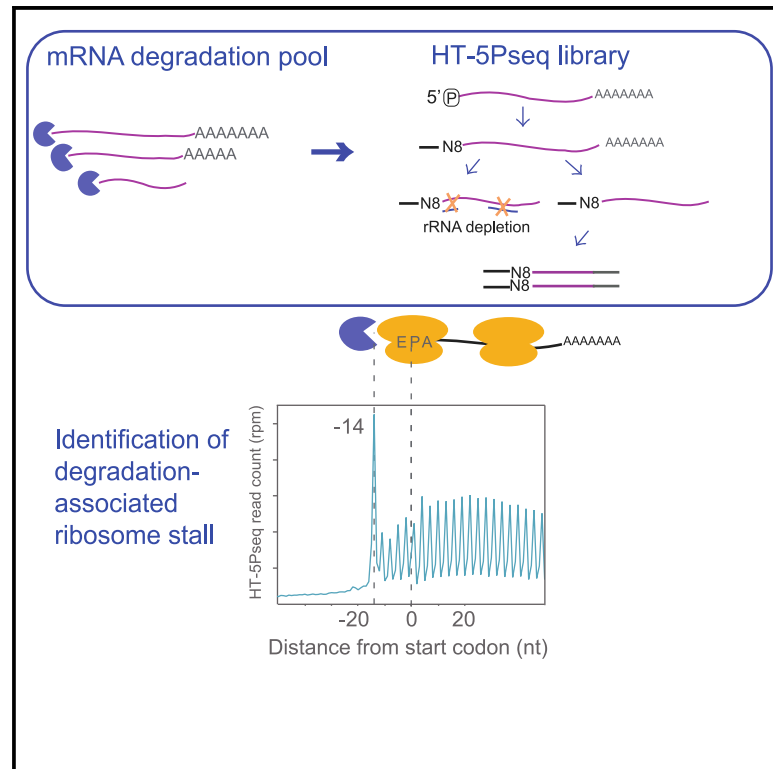 mRNA degradation pool
HT-5Pseq library
5' P AAAAAAA
AAAAAAA
AAAAA
N8 AAAAAAA
N8 N8
rRNA depletion
N8
N8
EPA AAAAAAA
Identification of
degradation-
associated
ribosome stall
HT-5Pseq read count (rpm)
-14
-20 0 20
Distance from start codon (nt)